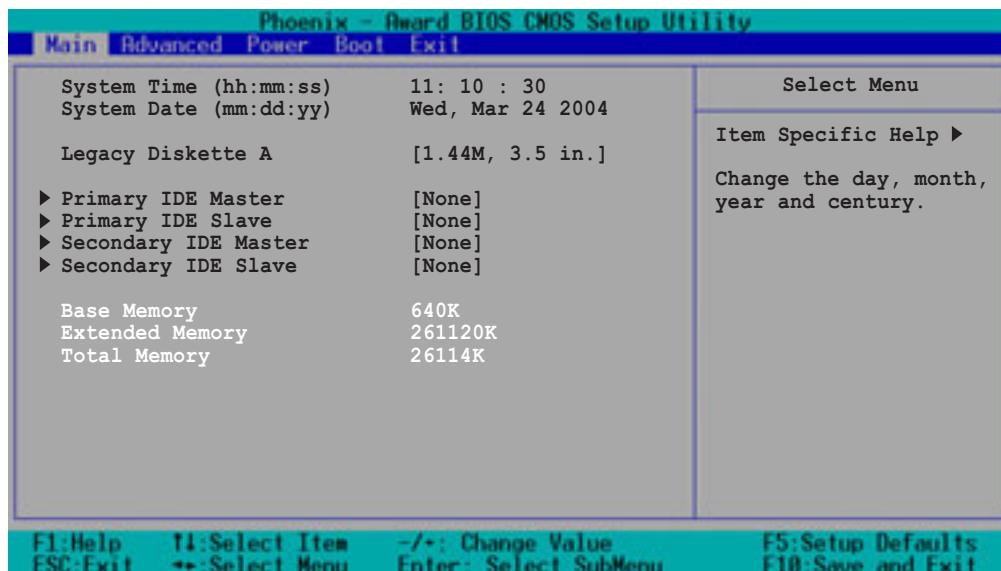 Phoenix - Award BIOS CMOS Setup Utility
Main Advanced Power Boot Exit
System Time (hh:mm:ss) 11: 10 : 30
System Date (mm:dd:yy) Wed, Mar 24 2004
Legacy Diskette A [1.44M, 3.5 in.]
Primary IDE Master [None]
Primary IDE Slave [None]
Secondary IDE Master [None]
Secondary IDE Slave [None]
Base Memory 640K
Extended Memory 261120K
Total Memory 26114K
Select Menu
Item Specific Help
Change the day, month,
year and century.
F1:Help ↑↓:Select Item -/+: Change Value F5:Setup Defaults
ESC:Exit ↔:Select Menu Enter: Select SubMenu F10:Save and Exit